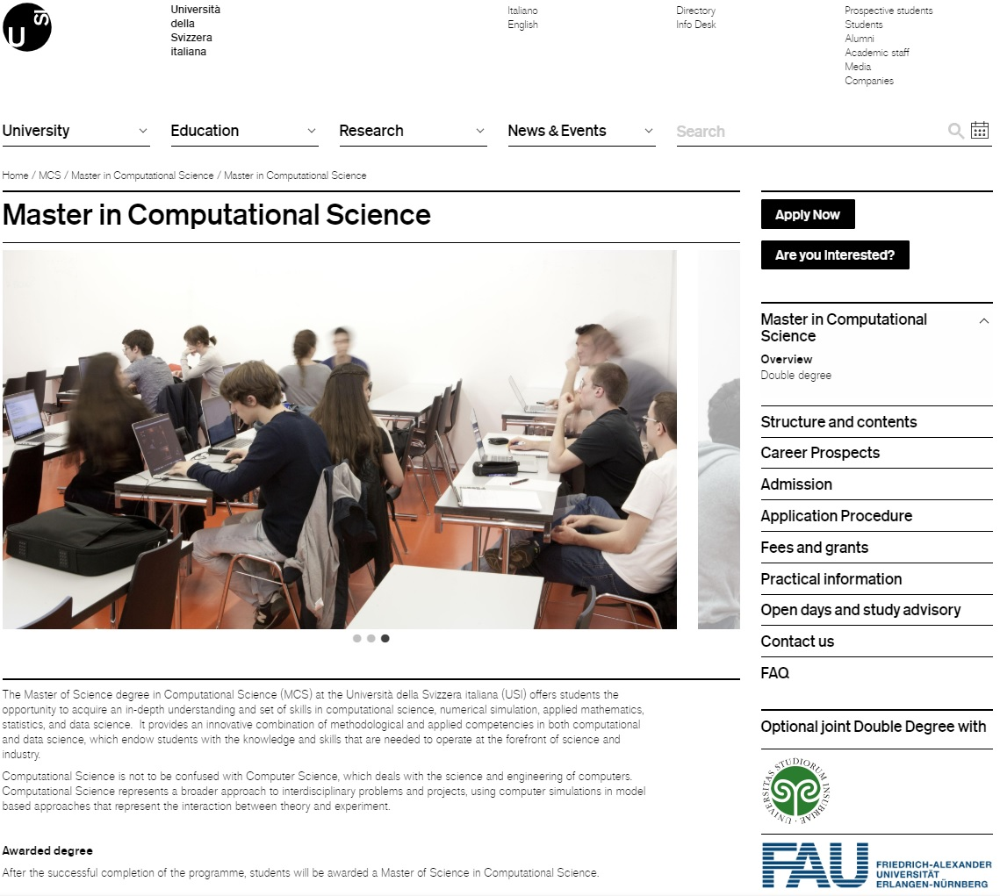 USI
Università
della
Svizzera
italiana
Italiano
English
Directory
Info Desk
Prospective students
Students
Alumni
Academic staff
Media
Companies
University
Education
Research
News & Events
Search
Home / MCS / Master in Computational Science / Master in Computational Science
Master in Computational Science
The Master of Science degree in Computational Science (MCS) at the Università della Svizzera italiana (USI) offers students the
opportunity to acquire an in-depth understanding and set of skills in computational science, numerical simulation, applied mathematics,
statistics, and data science.  It provides an innovative combination of methodological and applied competencies in both computational
and data science, which endow students with the knowledge and skills that are needed to operate at the forefront of science and
industry.
Computational Science is not to be confused with Computer Science, which deals with the science and engineering of computers.
Computational Science represents a broader approach to interdisciplinary problems and projects, using computer simulations in model
based approaches that represent the interaction between theory and experiment.
Awarded degree
After the successful completion of the programme, students will be awarded a Master of Science in Computational Science.
Apply Now
Are you interested?
Master in Computational
Science
Overview
Double degree
Structure and contents
Career Prospects
Admission
Application Procedure
Fees and grants
Practical information
Open days and study advisory
Contact us
FAQ
Optional joint Double Degree with
UNIVERSITAS STUDIORUM INSUBRIAE
FAU
FRIEDRICH-ALEXANDER
UNIVERSITÄT
ERLANGEN-NÜRNBERG